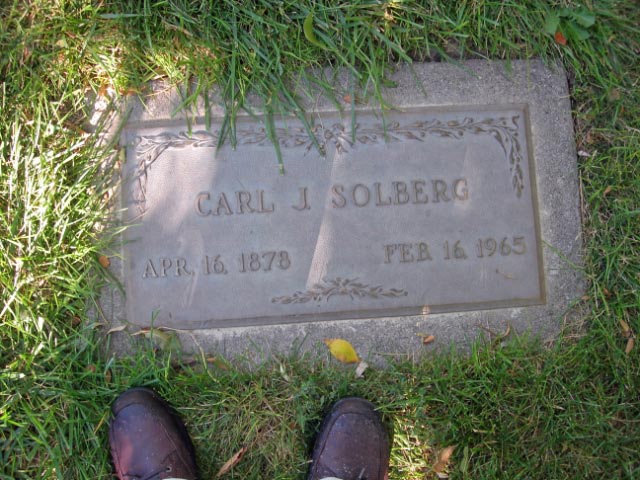 CARL J. SOLBERG
APR. 16, 1878 FEB. 16, 1965